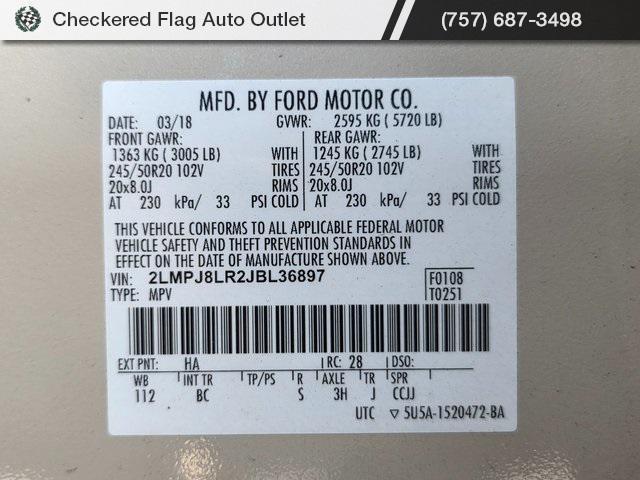 Checkered Flag Auto Outlet (757) 687-3498
MFD. BY FORD MOTOR CO.
DATE: 03/18 GVWR: 2595 KG ( 5720 LB)
FRONT GAWR: REAR GAWR:
1363 KG ( 3005 LB) WITH 1245 KG ( 2745 LB) WITH
245/50R20 102V TIRES 245/50R20 102V TIRES
20x8.0J RIMS 20x8.0J RIMS
AT 230 kPa/ 33 PSI COLD AT 230 kPa/ 33 PSI COLD
THIS VEHICLE CONFORMS TO ALL APPLICABLE FEDERAL MOTOR
VEHICLE SAFETY AND THEFT PREVENTION STANDARDS IN
EFFECT ON THE DATE OF MANUFACTURE SHOWN ABOVE.
VIN: 2LMPJ8LR2JBL36897 F0108
TYPE: MPV T0251
EXT PNT: HA RC: 28 DSO:
WB INT TR TP/PS R AXLE TR SPR
112 BC S 3H J CCJJ
UTC ▽ 5U5A-1520472-BA